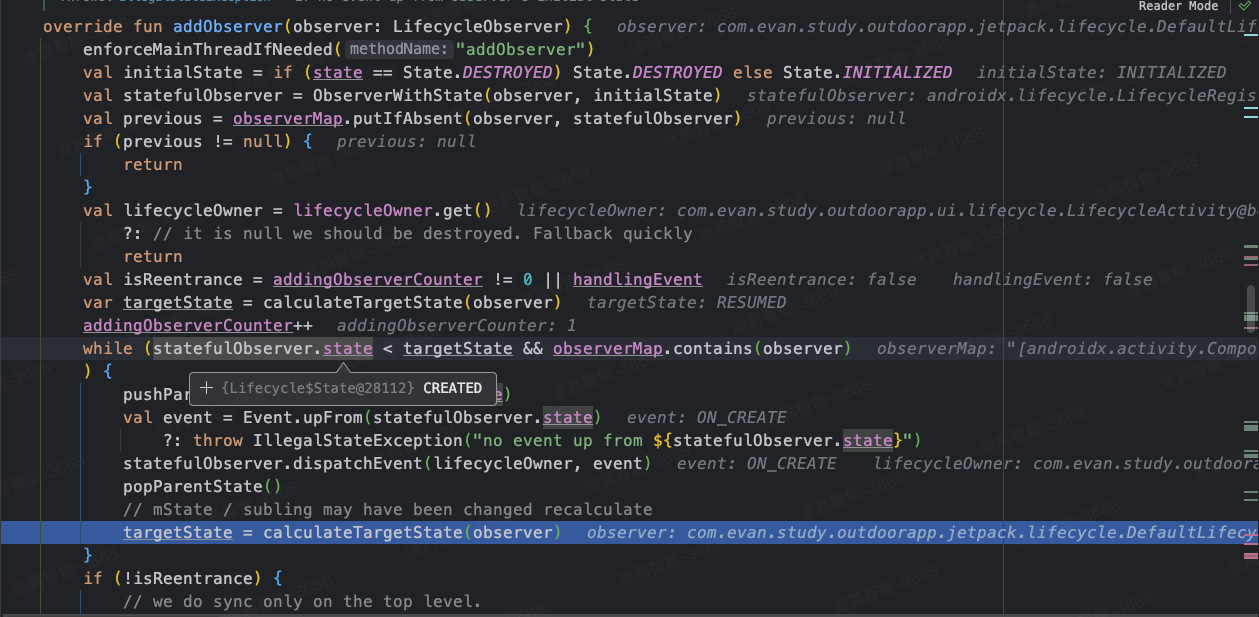 Reader Mode
override fun addObserver(observer: LifecycleObserver) { observer: com.evan.study.outdoorapp.jetpack.lifecycle.DefaultLif
enforceMainThreadIfNeeded( methodName: "addObserver")
val initialState = if (state == State.DESTROYED) State.DESTROYED else State.INITIALIZED initialState: INITIALIZED
val statefulObserver = ObserverWithState(observer, initialState) statefulObserver: androidx.lifecycle.LifecycleRegis
val previous = observerMap.putIfAbsent(observer, statefulObserver) previous: null
if (previous != null) { previous: null
return
}
val lifecycleOwner = lifecycleOwner.get() lifecycleOwner: com.evan.study.outdoorapp.ui.lifecycle.LifecycleActivity@b
?: // it is null we should be destroyed. Fallback quickly
return
val isReentrance = addingObserverCounter != 0 || handlingEvent isReentrance: false handlingEvent: false
var targetState = calculateTargetState(observer) targetState: RESUMED
addingObserverCounter++ addingObserverCounter: 1
while (statefulObserver.state < targetState && observerMap.contains(observer) observerMap: "[androidx.activity.Compo
) {
pushPar
e)
+ {Lifecycle$State@28112} CREATED
val event = Event.upFrom(statefulObserver.state) event: ON_CREATE
?: throw IllegalStateException("no event up from ${statefulObserver.state}")
statefulObserver.dispatchEvent(lifecycleOwner, event) event: ON_CREATE lifecycleOwner: com.evan.study.outdoora
popParentState()
// mState / subling may have been changed recalculate
targetState = calculateTargetState(observer) observer: com.evan.study.outdoorapp.jetpack.lifecycle.DefaultLifecy
}
if (!isReentrance) {
// we do sync only on the top level.